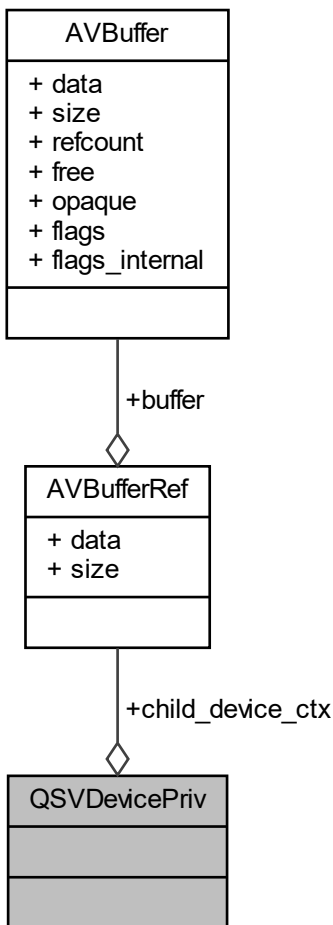 AVBuffer
+ data
+ size
+ refcount
+ free
+ opaque
+ flags
+ flags_internal
+buffer
AVBufferRef
+ data
+ size
+child_device_ctx
QSVDevicePriv